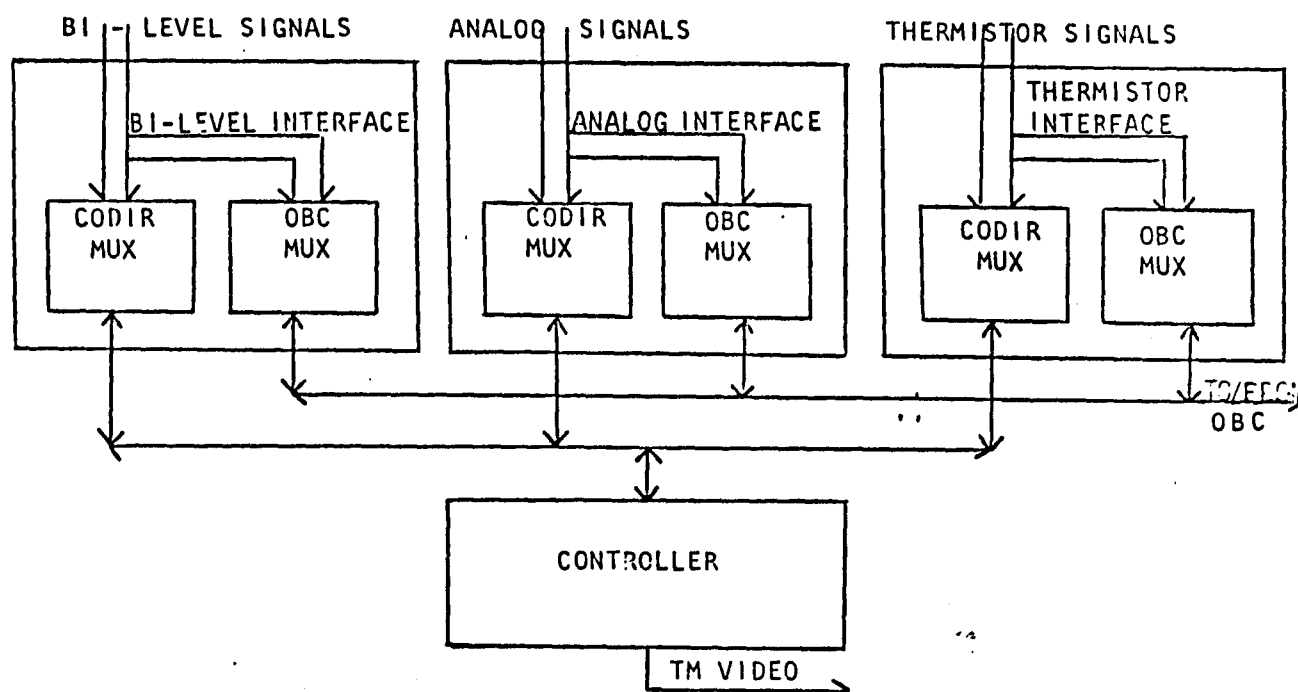 BI-LEVEL SIGNALS
ANALOG SIGNALS
THERMISTOR SIGNALS
BI-LEVEL INTERFACE
ANALOG INTERFACE
THERMISTOR
INTERFACE
CODIR
MUX
OBC
MUX
CODIR
MUX
OBC
MUX
CODIR
MUX
OBC
MUX
OBC
CONTROLLER
TM VIDEO